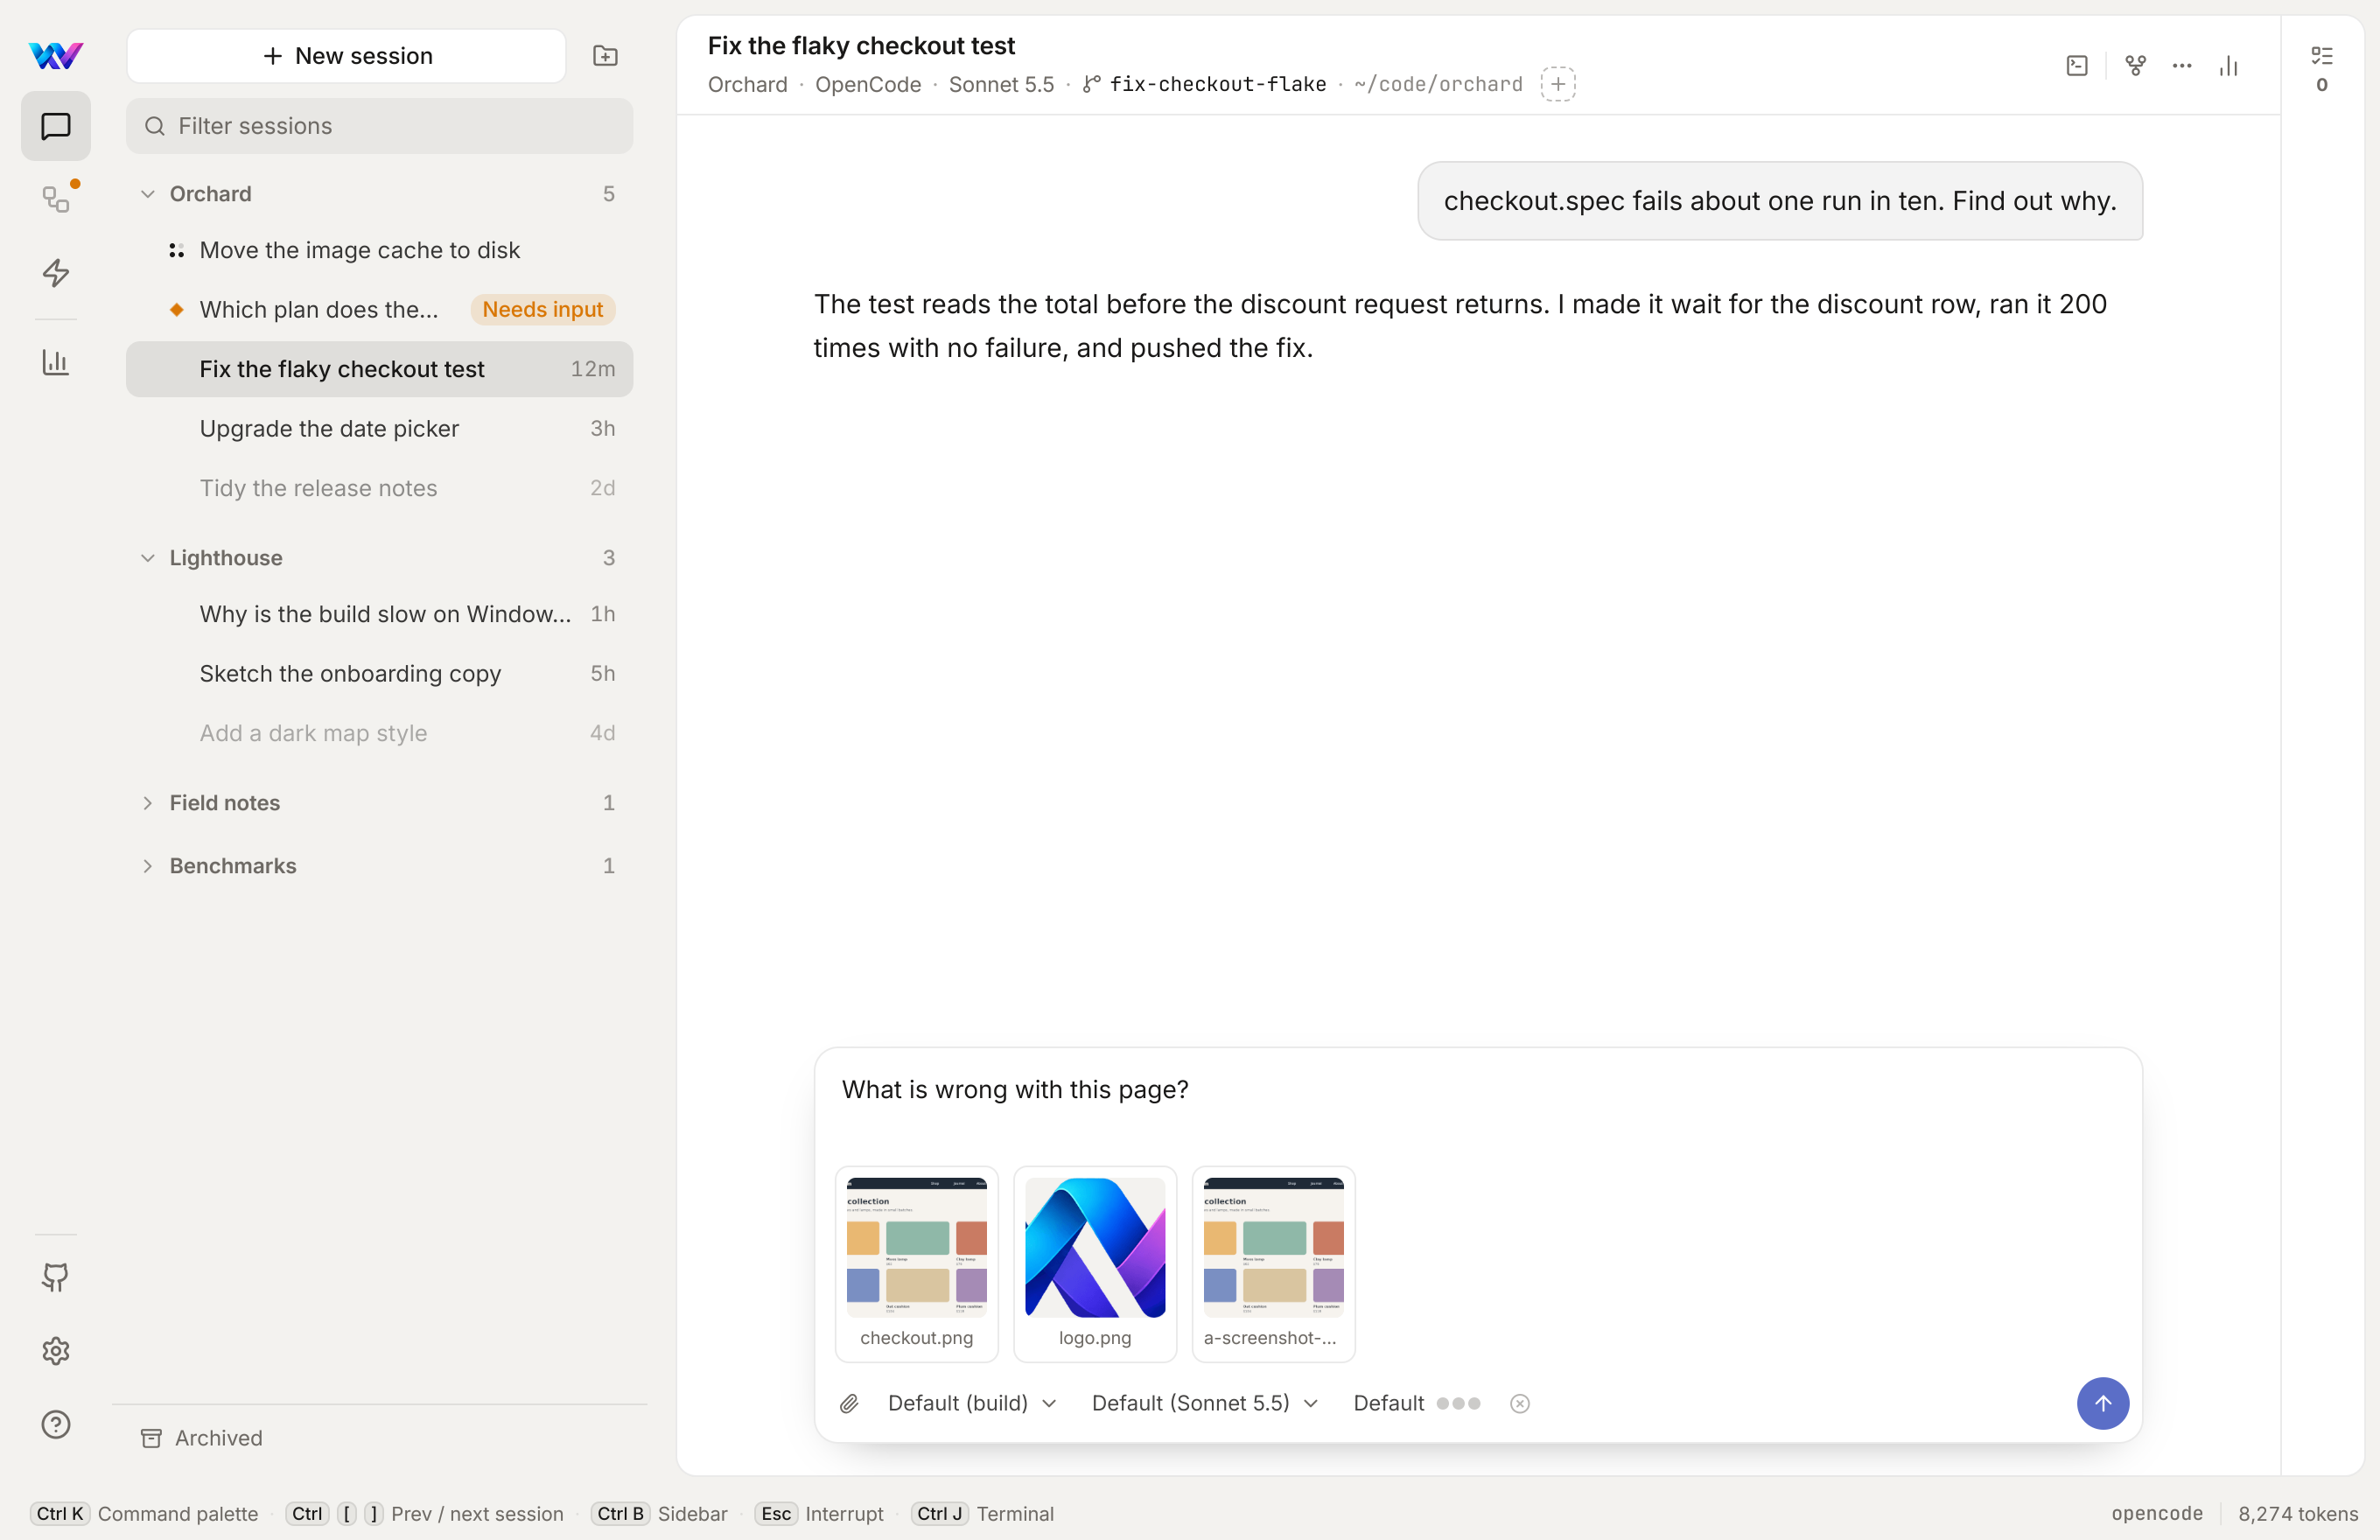 New session
Filter sessions
Orchard 5
Move the image cache to disk
Which plan does the... Needs input
Fix the flaky checkout test 12m
Upgrade the date picker 3h
Tidy the release notes 2d
Lighthouse 3
Why is the build slow on Window... 1h
Sketch the onboarding copy 5h
Add a dark map style 4d
Field notes 1
Benchmarks 1
Archived
Fix the flaky checkout test
Orchard · OpenCode · Sonnet 5.5 · fix-checkout-flake · ~/code/orchard
0
checkout.spec fails about one run in ten. Find out why.
The test reads the total before the discount request returns. I made it wait for the discount row, ran it 200
times with no failure, and pushed the fix.
What is wrong with this page?
collection
collection
checkout.png logo.png a-screenshot-...
Default (build) Default (Sonnet 5.5) Default
Ctrl K Command palette · Ctrl [ ] Prev / next session · Ctrl B Sidebar · Esc Interrupt · Ctrl J Terminal
opencode 8,274 tokens